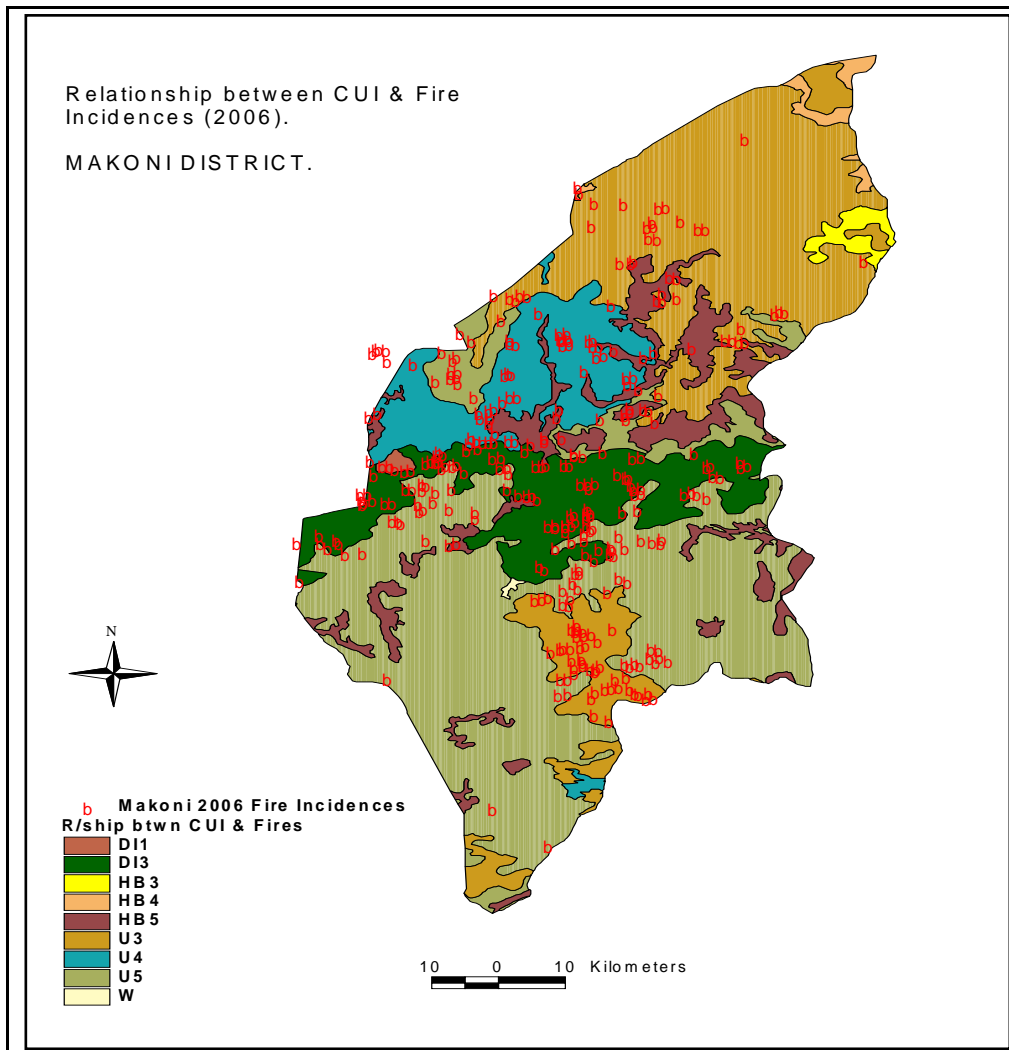 Relationship between CUI & Fire
Incidences (2006).
MAKONI DISTRICT.
N
b Makoni 2006 Fire Incidences
R/ship btwn CUI & Fires
DI1
DI3
HB3
HB4
HB5
U3
U4
U5
W
10 0 10 Kilometers